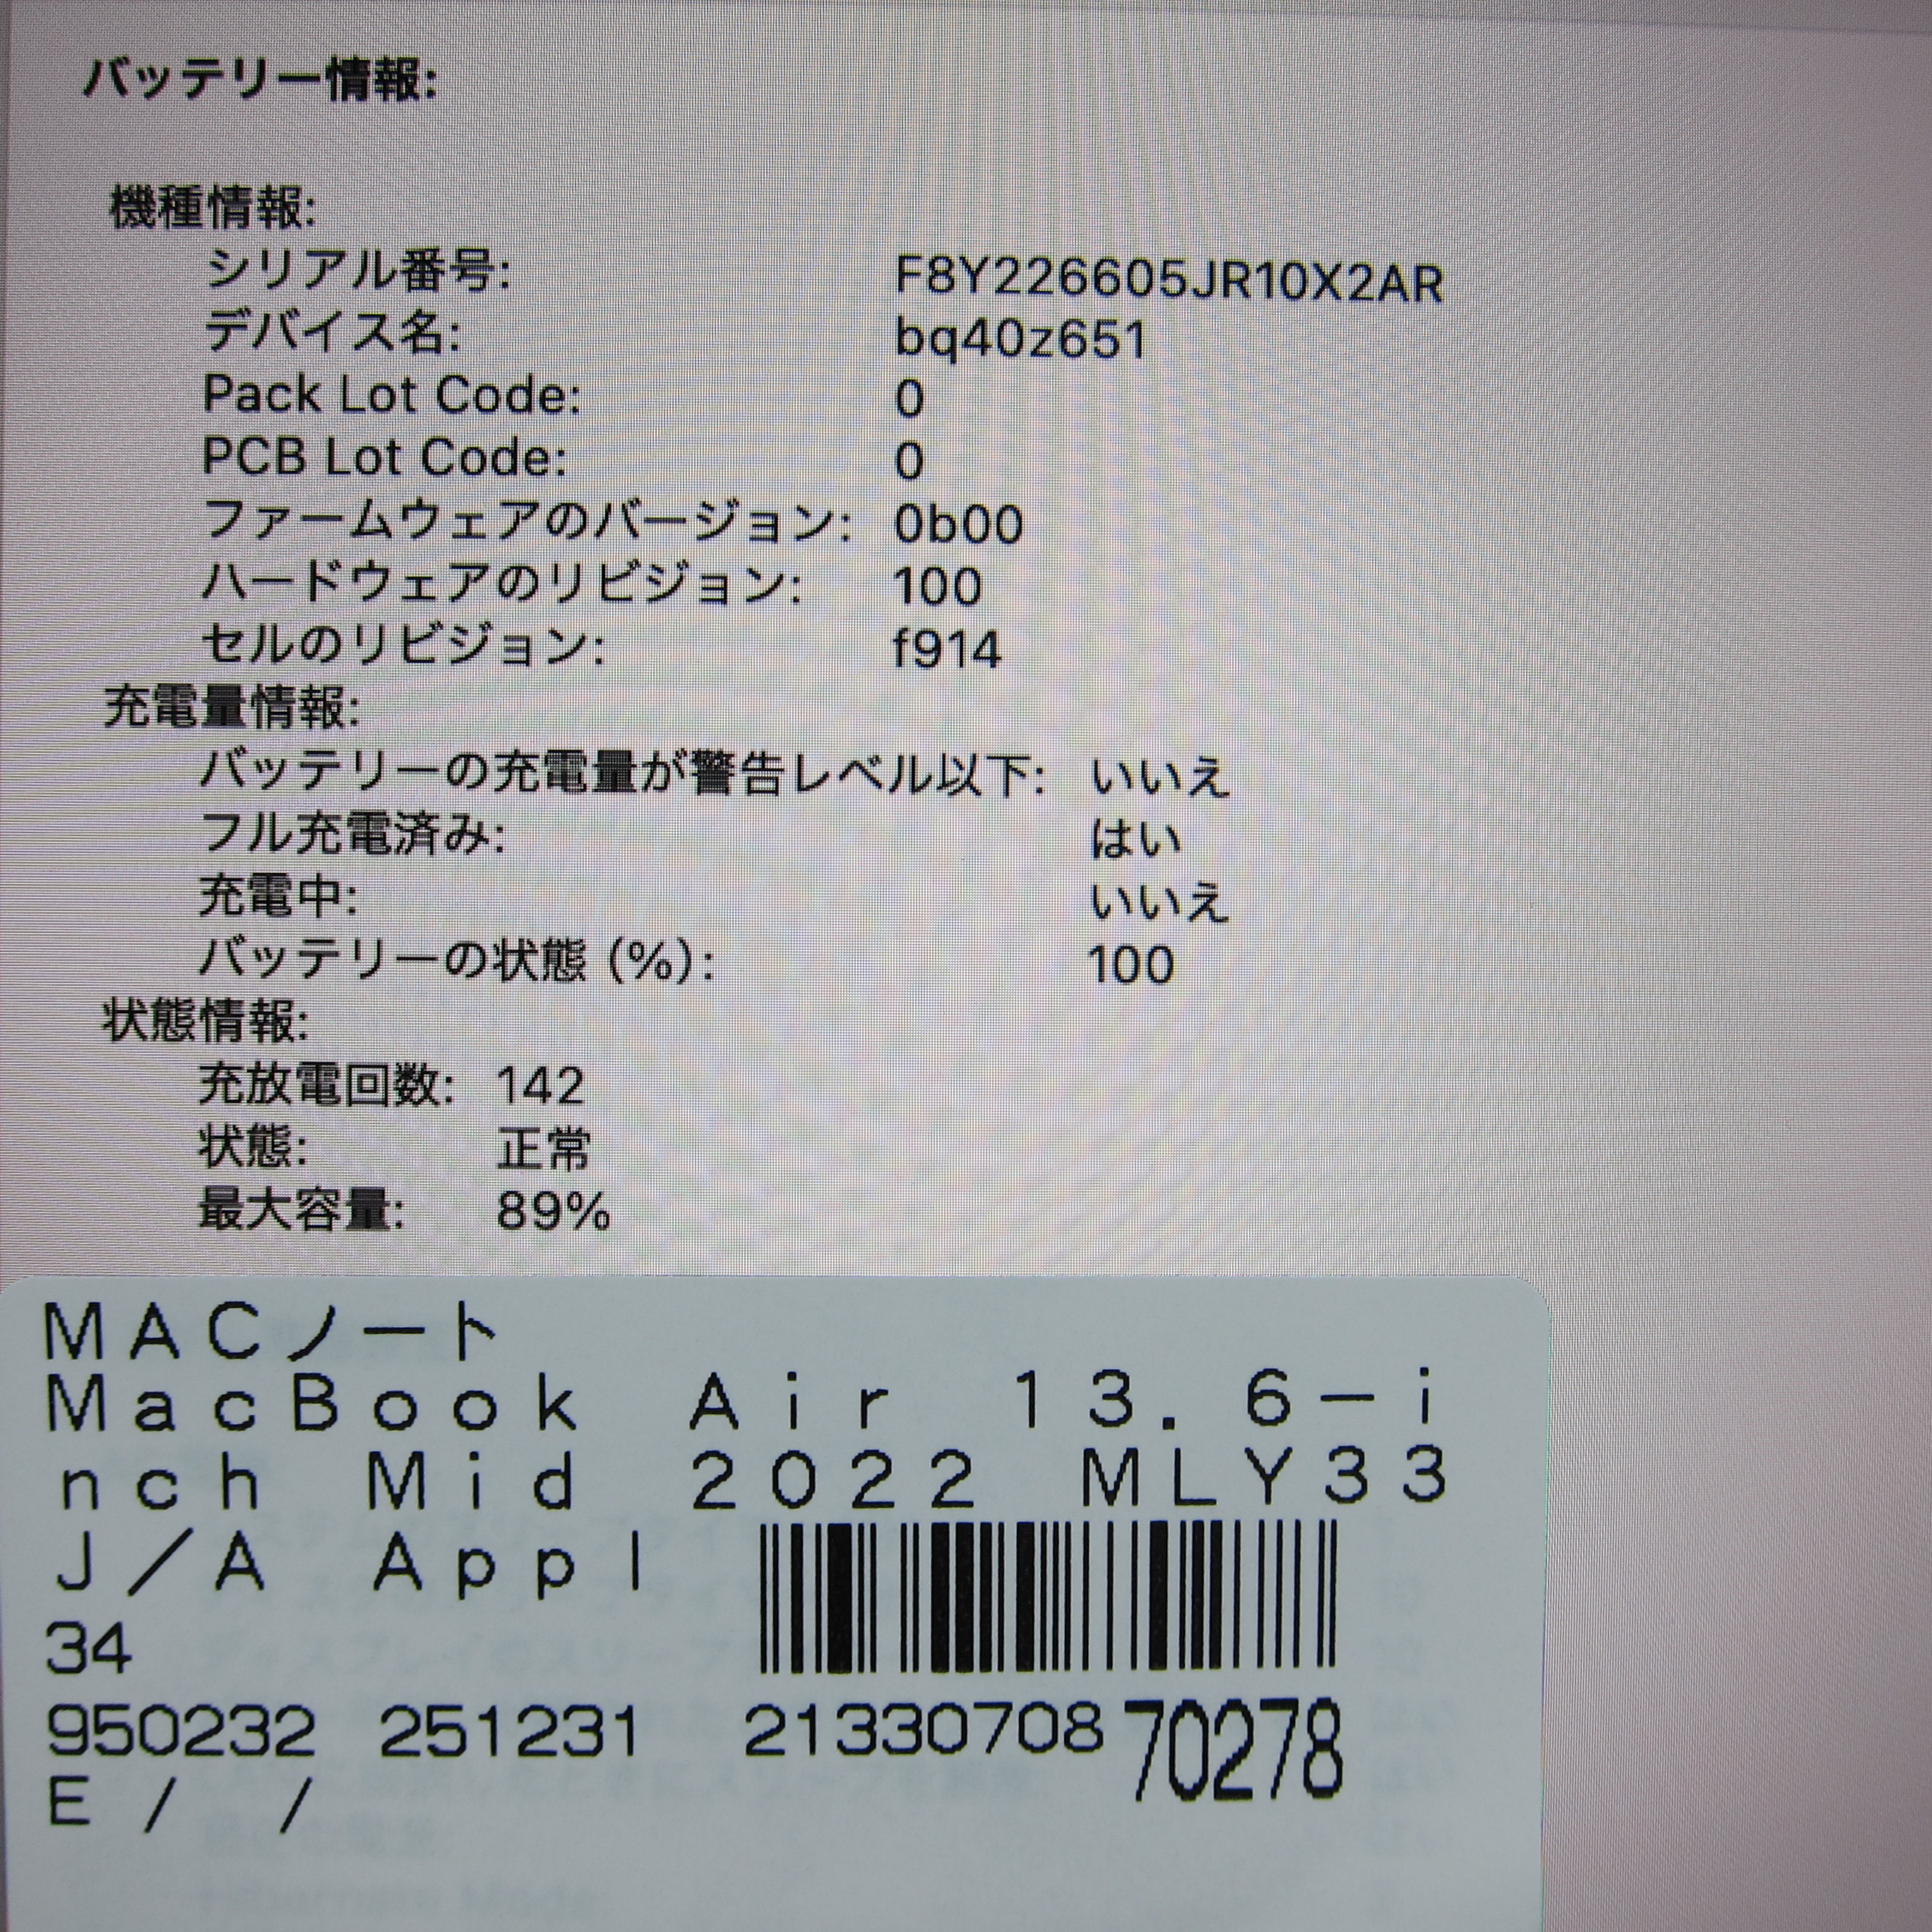 バッテリー情報:
機種情報:
シリアル番号: F8Y226605JR10X2AR
デバイス名: bq40z651
Pack Lot Code: 0
PCB Lot Code: 0
ファームウェアのバージョン: 0b00
ハードウェアのリビジョン: 100
セルのリビジョン: f914
充電量情報:
バッテリーの充電量が警告レベル以下: いいえ
フル充電済み: はい
充電中: いいえ
バッテリーの状態 (%): 100
状態情報:
充放電回数: 142
状態: 正常
最大容量: 89%
MACノート
MacBook Air 13.6-i
nch Mid 2022 MLY33
J/A Appl
34
950232 251231 2133070870278
E / /